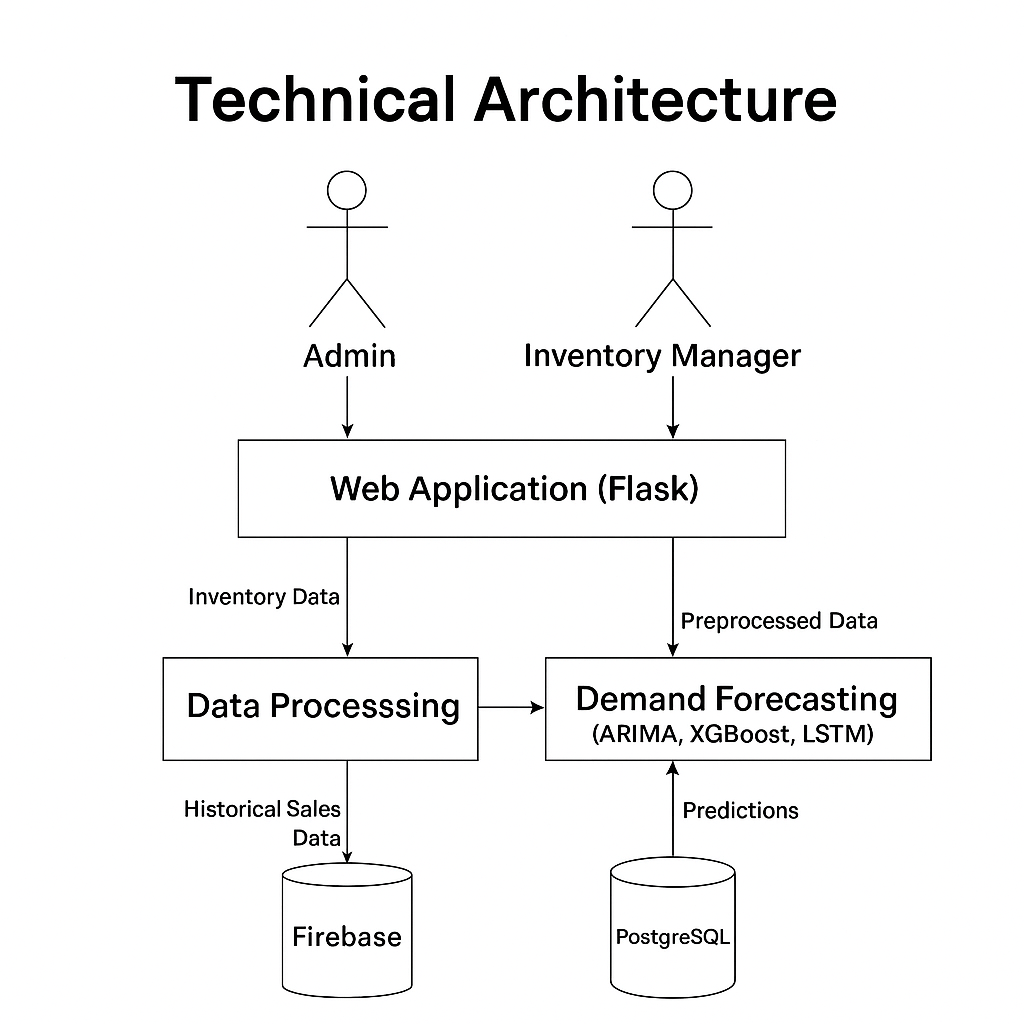 Technical Architecture
Admin
Inventory Manager
Web Application (Flask)
Inventory Data
Preprocessed Data
Data Processsing
Demand Forecasting
(ARIMA, XGBoost, LSTM)
Historical Sales
Data
Predictions
Firebase
PostgreSQL